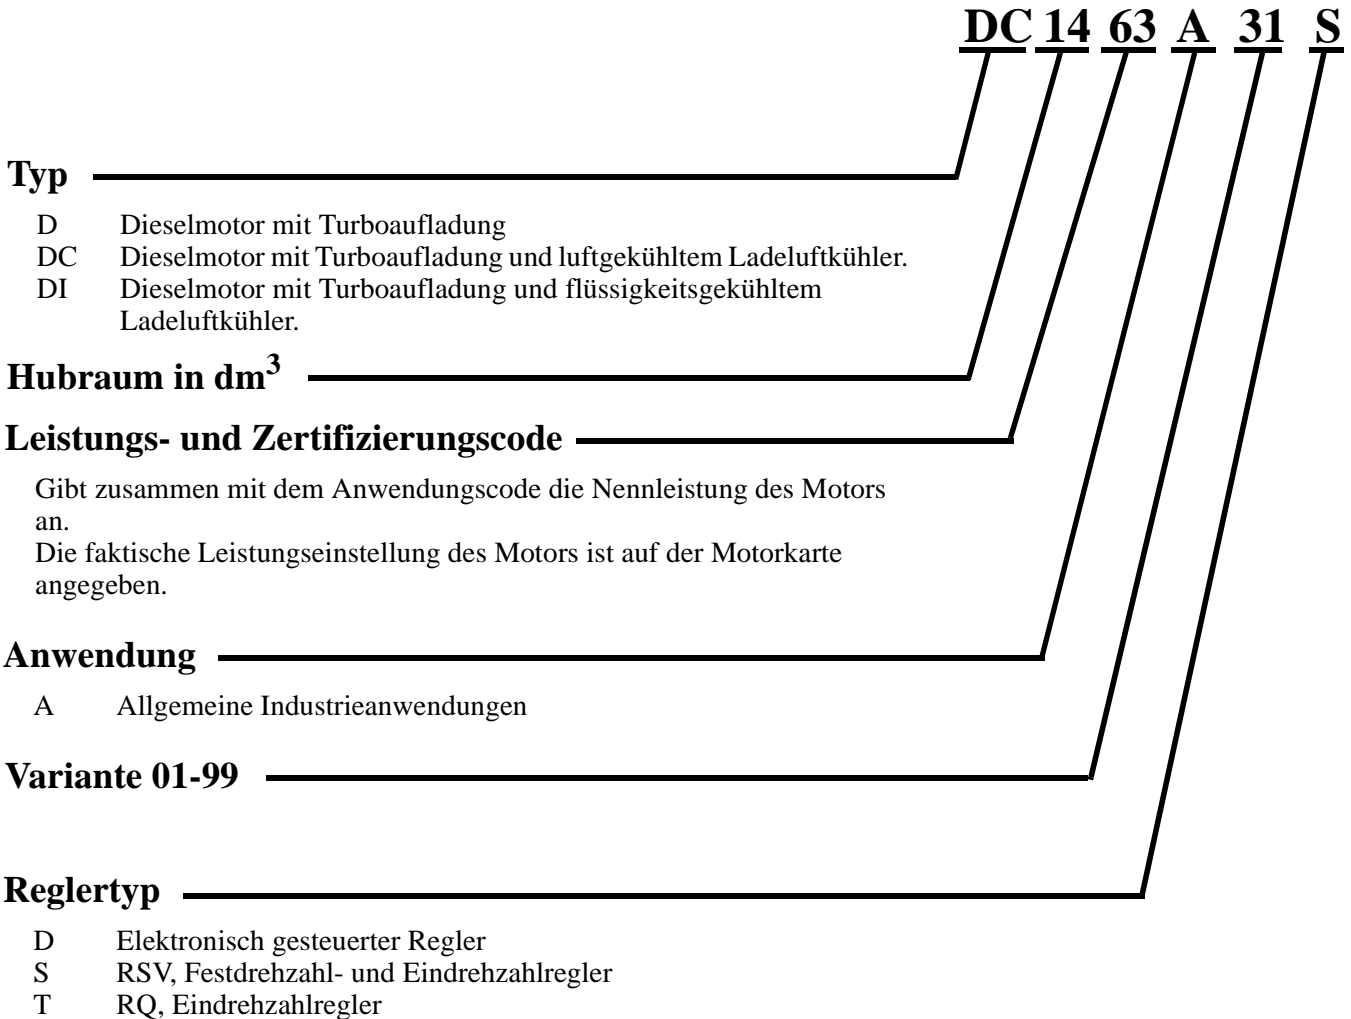 DC 14 63 A 31 S
Typ
D Dieselmotor mit Turboaufladung
DC Dieselmotor mit Turboaufladung und luftgekühltem Ladeluftkühler.
DI Dieselmotor mit Turboaufladung und flüssigkeitsgekühltem
Ladeluftkühler.
Hubraum in dm³
Leistungs- und Zertifizierungscode
Gibt zusammen mit dem Anwendungscode die Nennleistung des Motors
an.
Die faktische Leistungseinstellung des Motors ist auf der Motorkarte
angegeben.
Anwendung
A Allgemeine Industrieanwendungen
Variante 01-99
Reglertyp
D Elektronisch gesteuerter Regler
S RSV, Festdrehzahl- und Eindrehzahlregler
T RQ, Eindrehzahlregler